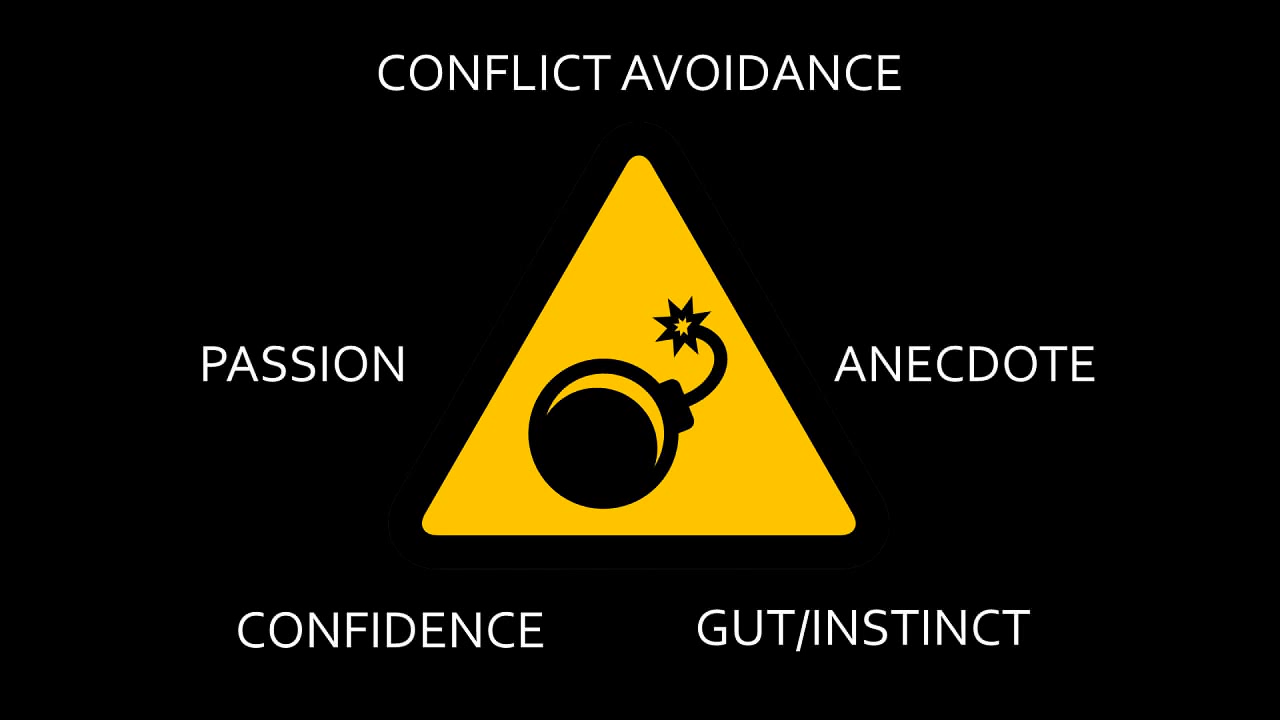 CONFLICT AVOIDANCE
PASSION
ANECDOTE
CONFIDENCE
GUT/INSTINCT